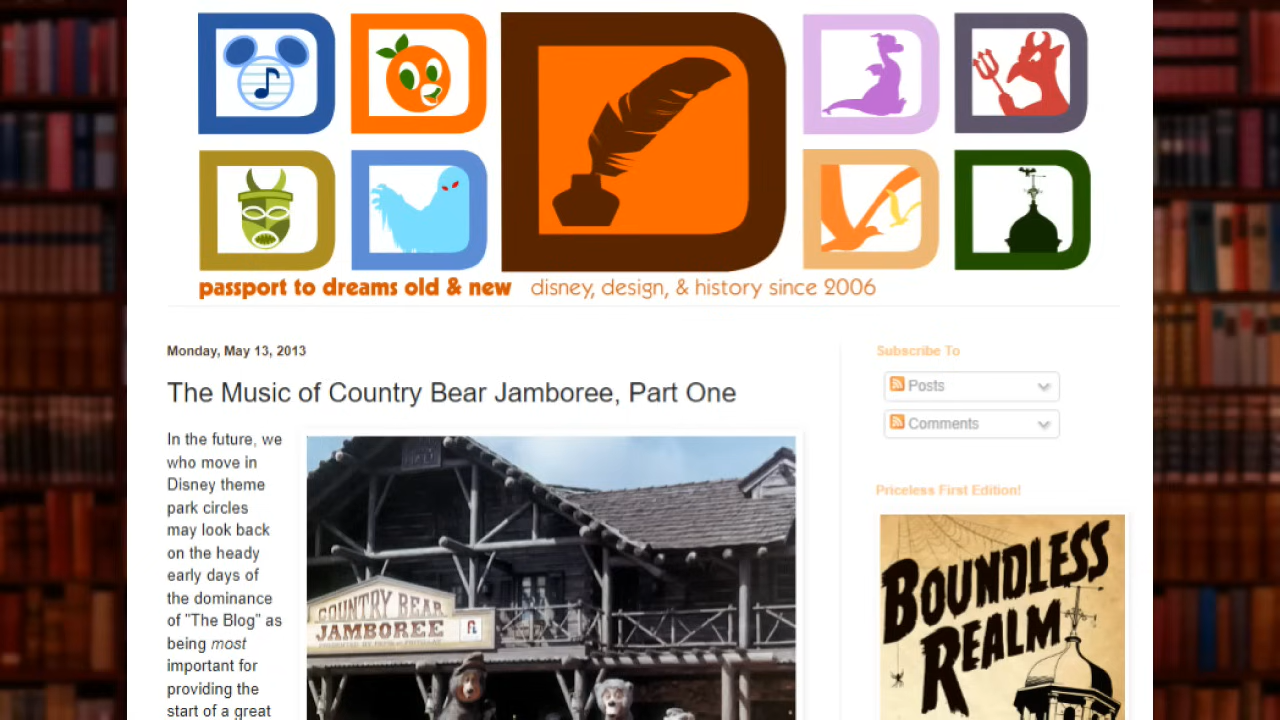 passport to dreams old & new disney, design, & history since 2006
Monday, May 13, 2013
The Music of Country Bear Jamboree, Part One
In the future, we
who move in
Disney theme
park circles
may look back
on the heady
early days of
the dominance
of "The Blog" as
being most
important for
providing the
start of a great
COUNTRY BEAR
JAMBOREE
Subscribe To
Posts
Comments
Priceless First Edition!
BOUNDLESS
REALM